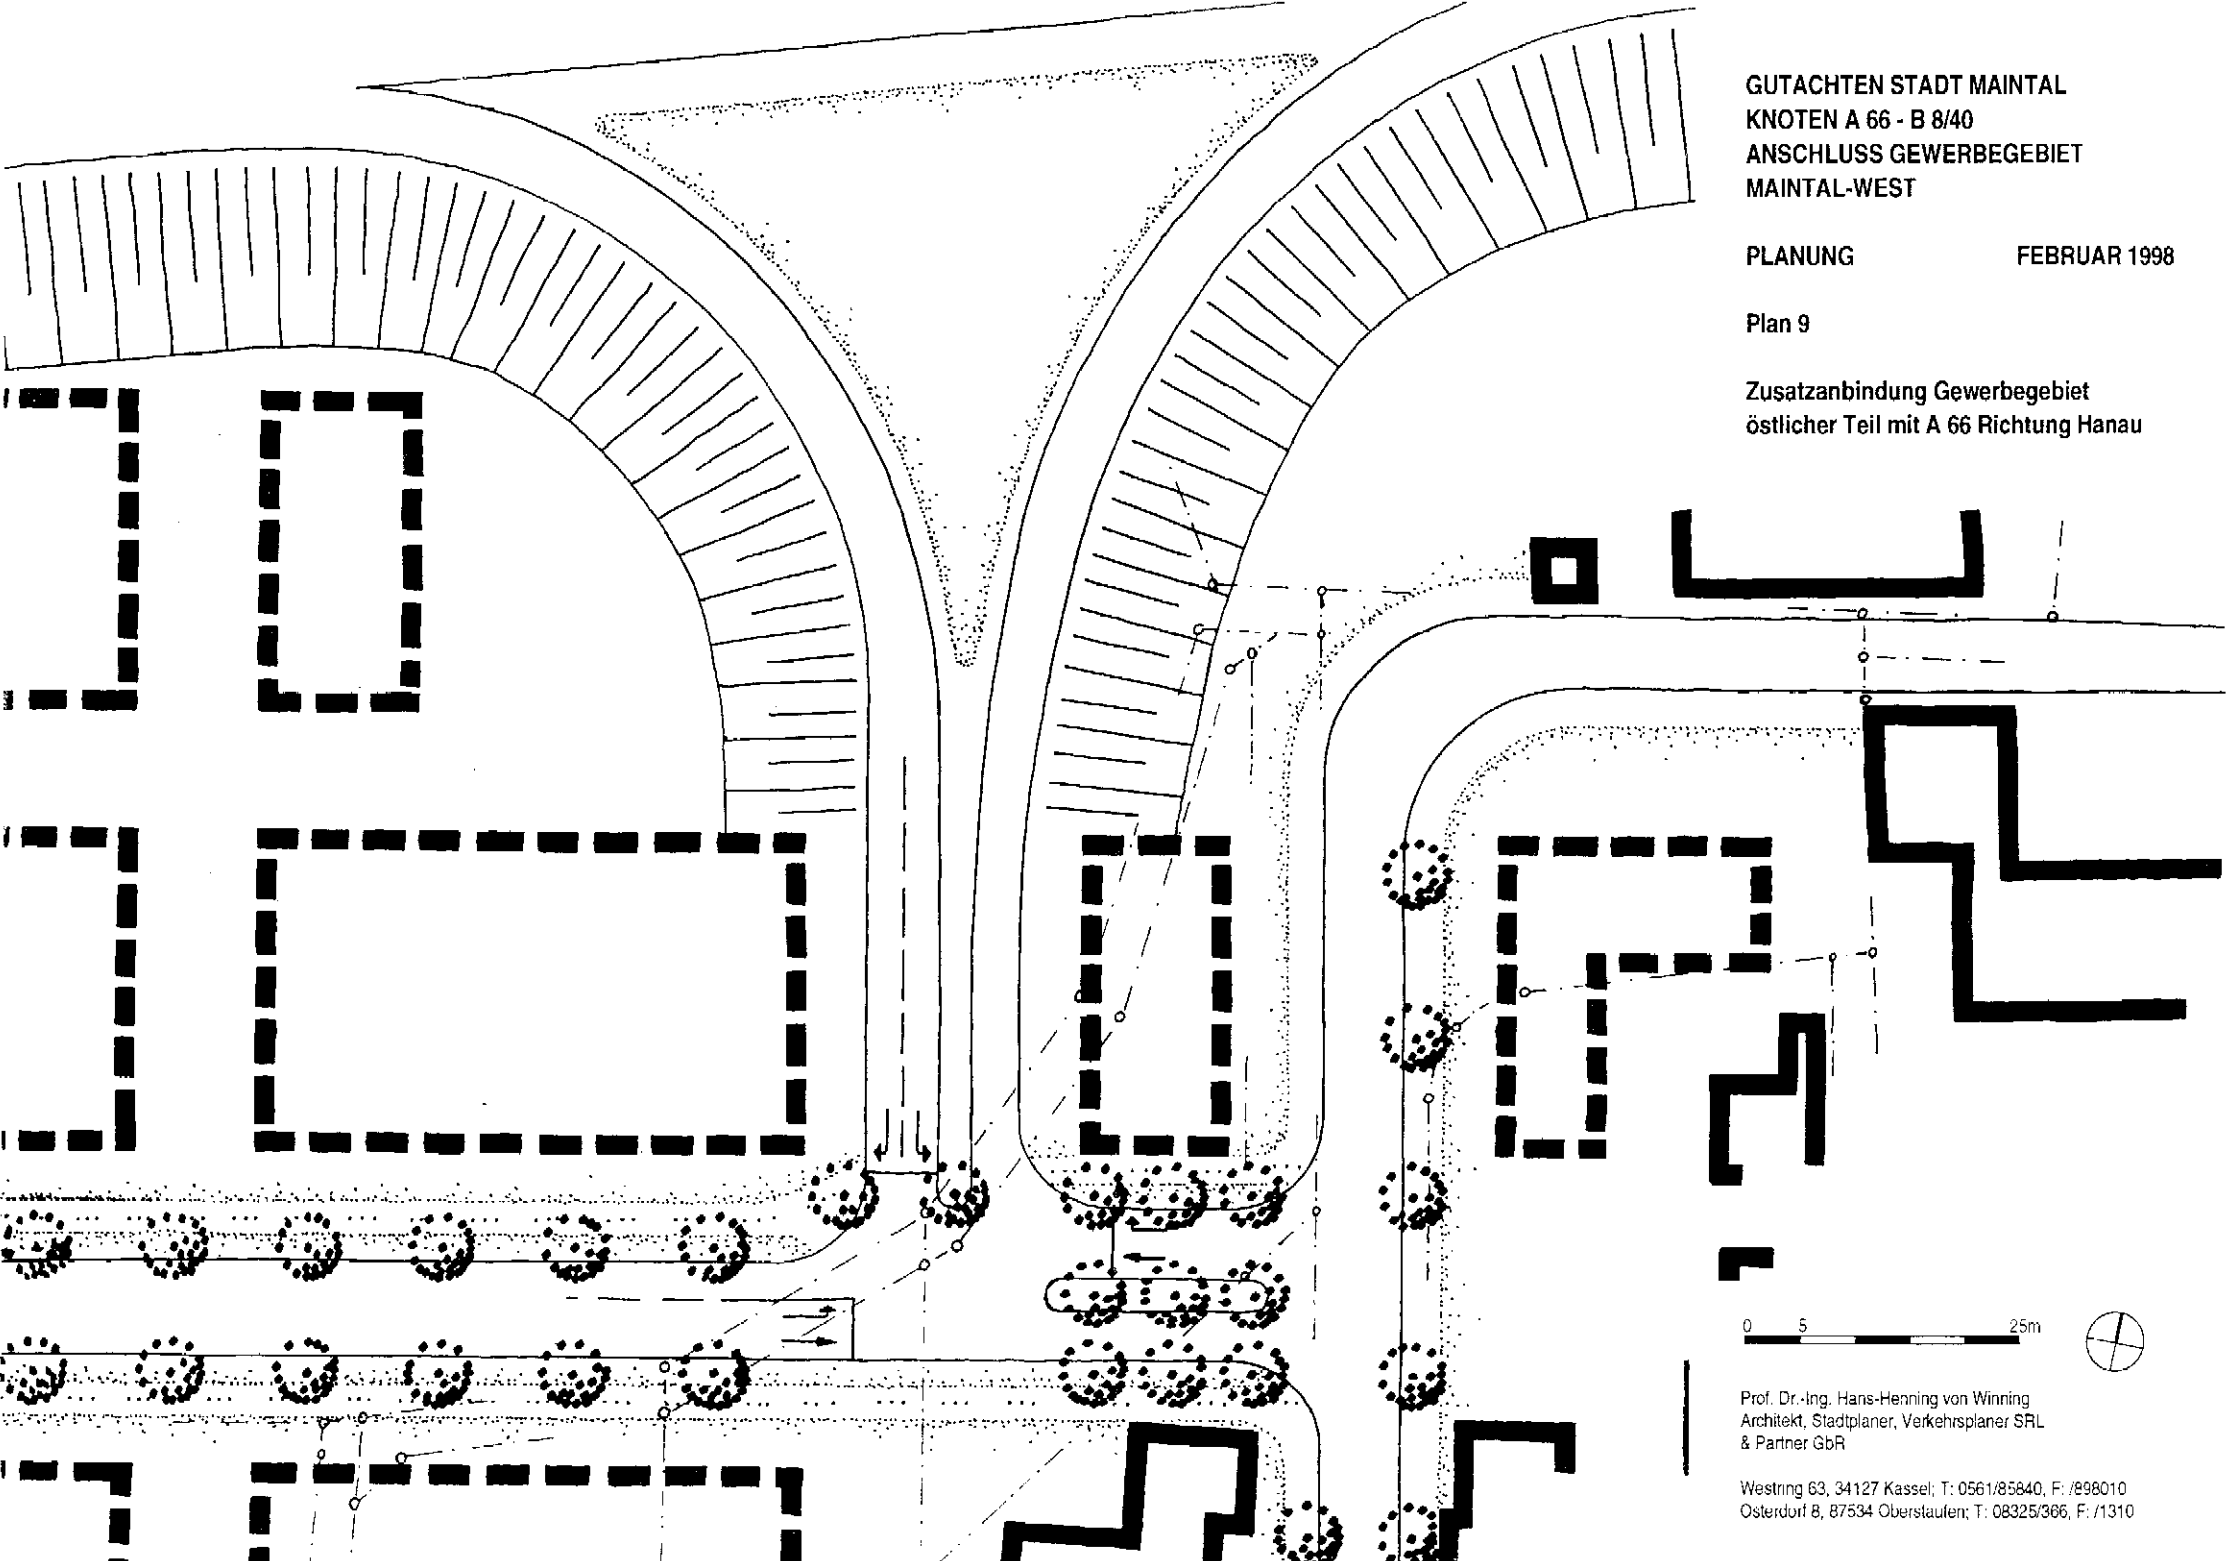 GUTACHTEN STADT MAINTAL
KNOTEN A 66 - B 8/40
ANSCHLUSS GEWERBEGEBIET
MAINTAL-WEST
PLANUNG FEBRUAR 1998
Plan 9
Zusatzanbindung Gewerbegebiet
östlicher Teil mit A 66 Richtung Hanau
0 5 25m
Prof. Dr.-Ing. Hans-Henning von Winning
Architekt, Stadtplaner, Verkehrsplaner SRL
& Partner GbR
Westring 63, 34127 Kassel; T: 0561/85840, F: /898010
Osterdorf 8, 87534 Oberstaufen; T: 08325/366, F: /1310